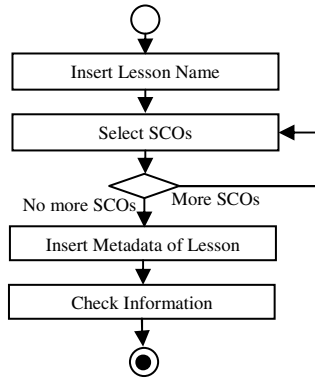 Insert Lesson Name
Select SCOs
No more SCOs
More SCOs
Insert Metadata of Lesson
Check Information